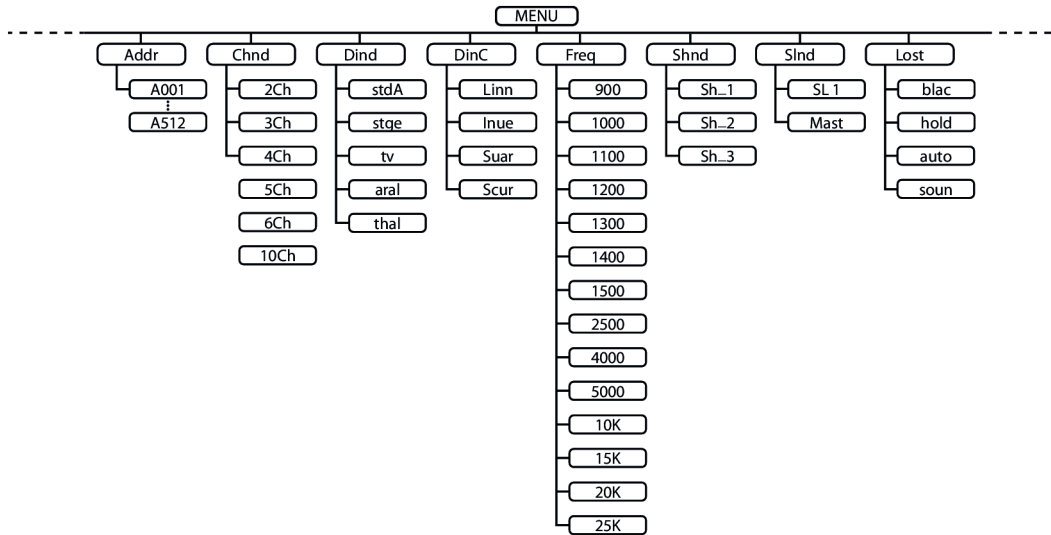 MENU
Addr
A001
A512
Chnd
2Ch
3Ch
4Ch
5Ch
6Ch
10Ch
Dind
stdA
stge
tv
aral
thal
DinC
Linn
Inue
Suar
Scur
Freq
900
1000
1100
1200
1300
1400
1500
2500
4000
5000
10K
15K
20K
25K
Shnd
Sh_1
Sh_2
Sh_3
Slnd
SL 1
Mast
Lost
blac
hold
auto
soun